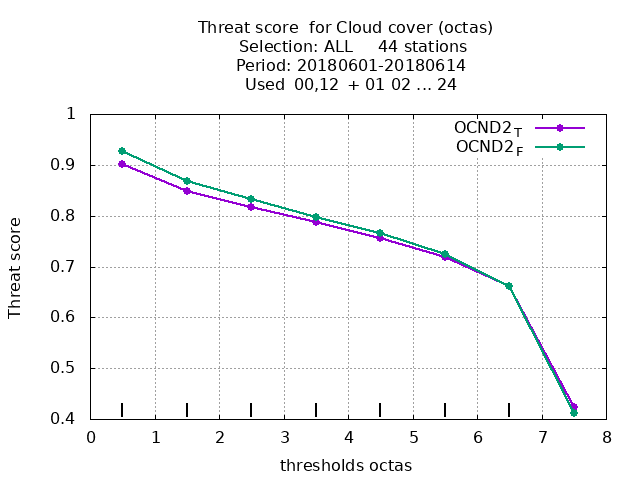 Threat score  for Cloud cover (octas)
Selection: ALL     44 stations
Period: 20180601-20180614
Used  00,12  + 01 02 ... 24
OCND2T
OCND2F
1
0.9
0.8
0.7
0.6
0.5
0.4
Threat score
0 1 2 3 4 5 6 7 8
thresholds octas